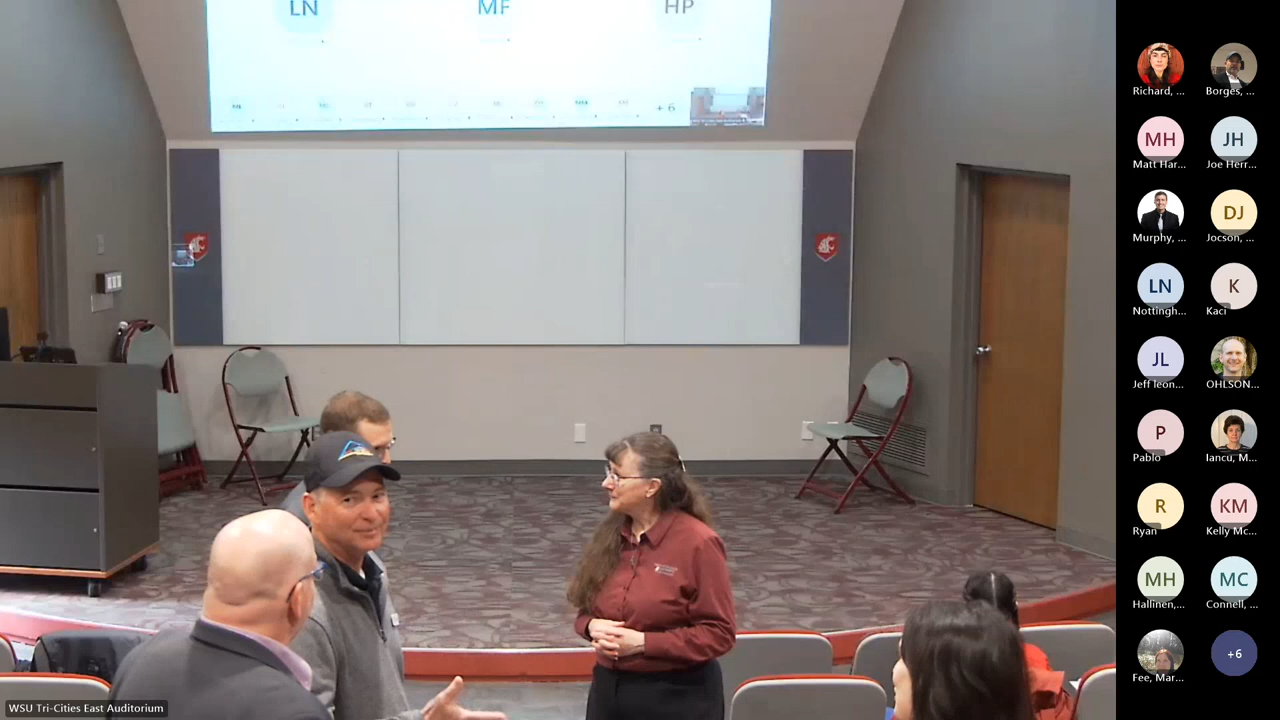 LN
MF
HP
+ 6
Richard, ...
Borges, ...
MH
Matt Har...
JH
Joe Herr...
Murphy, ...
DJ
Jocson, ...
LN
Nottingh...
K
Kaci
JL
Jeff leon...
OHLSON...
P
Pablo
Iancu, M...
R
Ryan
KM
Kelly Mc...
MH
Hallinen,...
MC
Connell, ...
Fee, Mar...
+6
WSU Tri-Cities East Auditorium